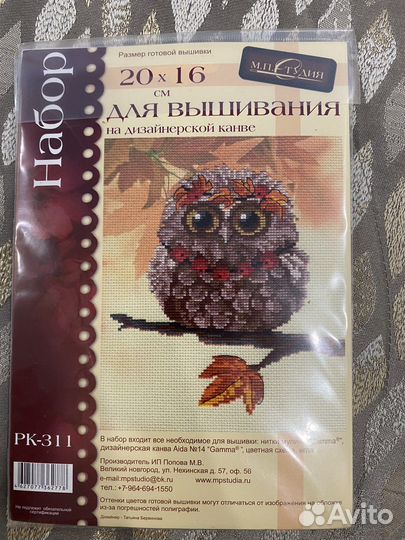 Набор
Размер готовой вышивки
20 x 16
см
М.П.СТУДИЯ
для вышивания
на дизайнерской канве
РК-311
В набор входит все необходимое для вышивки: нитки мулине "Gamma®",
дизайнерская канва Aida №14 "Gamma®", цветная схема, игла
Производитель ИП Попова М.В.
Великий новгород, ул. Нехинская д. 57, оф. 56
e-mail:mpstudia@bk.ru www.mpstudia.ru
тел.:+7-964-694-1550
Оттенки цветов готовой вышивки могут отличаться от изображения на обложке
из-за погрешностей полиграфии.
Дизайнер - Татьяна Берюкова
4627077362778
Не подлежит обязательной
сертификации
Avito